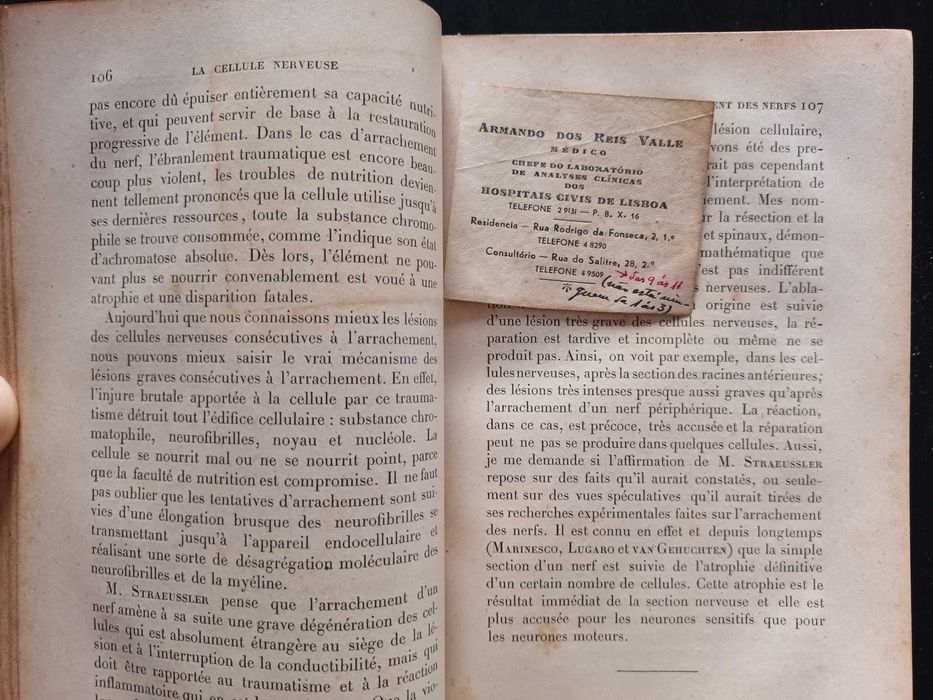 106
LA CELLULE NERVEUSE
pas encore dû épuiser entièrement sa capacité nutri-
tive, et qui peuvent servir de base à la restauration
progressive de l'élément. Dans le cas d'arrachement
du nerf, l'ébranlement traumatique est encore beau-
coup plus violent, les troubles de nutrition devien-
nent tellement prononcés que la cellule utilise jusqu'à
ses dernières ressources, toute la substance chromo-
phile se trouve consommée, comme l'indique son état
d'achromatose absolue. Dès lors, l'élément ne pou-
vant plus se nourrir convenablement est voué à une
atrophie et une disparition fatales.
Aujourd'hui que nous connaissons mieux les lésions
des cellules nerveuses consécutives à l'arrachement,
nous pouvons mieux saisir le vrai mécanisme des
lésions graves consécutives à l'arrachement. En effet,
l'injure brutale apportée à la cellule par ce trauma-
tisme détruit tout l'édifice cellulaire : substance chro-
matophile, neurofibrilles, noyau et nucléole. La
cellule se nourrit mal ou ne se nourrit point, parce
que la faculté de nutrition est compromise. Il ne faut
pas oublier que les tentatives d'arrachement sont sui-
vies d'une élongation brusque des neurofibrilles se
transmettant jusqu'à l'appareil endocellulaire et
réalisant une sorte de désagrégation moléculaire des
neurofibrilles et de la myéline.
M. STRAEUSSLER pense que l'arrachement d'un
nerf amène à sa suite une grave dégénération des cel-
lules qui est absolument étrangère au siège de la lé-
sion et à l'interruption de la conductibilité, mais qui
doit être rapportée au traumatisme et à la réaction
inflammatoire qui en
Que la vio-
ARMANDO DOS REIS VALLE
MÉDICO
CHEFE DO LABORATÓRIO
DE ANALYSES CLÍNICAS
DOS
HOSPITAIS CIVIS DE LISBOA
TELEFONE 2 9131 — P. B. X. 16
Residencia — Rua Rodrigo da Fonseca, 2, 1.º
TELEFONE 4 8290
Consultório — Rua do Salitre, 28, 2.º
TELEFONE 4 9509 das 9 ás 11
(não está nin-
guem da 1 ás 3)
ENT DES NERFS 107
lésion cellulaire,
vons été des pre-
rait pas cependant
l'interprétation de
nement. Mes nom-
r la résection et la
et spinaux, démon-
mathématique que
'est pas indifférent
s nerveuses. L'abla-
origine est suivie
d'une lésion très grave des cellules nerveuses, la ré-
paration est tardive et incomplète ou même ne se
produit pas. Ainsi, on voit par exemple, dans les cel-
lules nerveuses, après la section des racines antérieures,
des lésions très intenses presque aussi graves qu'après
l'arrachement d'un nerf périphérique. La réaction,
dans ce cas, est précoce, très accusée et la réparation
peut ne pas se produire dans quelques cellules. Aussi,
je me demande si l'affirmation de M. STRAEUSSLER
repose sur des faits qu'il aurait constatés, ou seule-
ment sur des vues spéculatives qu'il aurait tirées de
ses recherches expérimentales faites sur l'arrachement
des nerfs. Il est connu en effet et depuis longtemps
(MARINESCO, LUGARO et VAN GEHUCHTEN) que la simple
section d'un nerf est suivie de l'atrophie définitive
d'un certain nombre de cellules. Cette atrophie est le
résultat immédiat de la section nerveuse et elle est
plus accusée pour les neurones sensitifs que pour
les neurones moteurs.